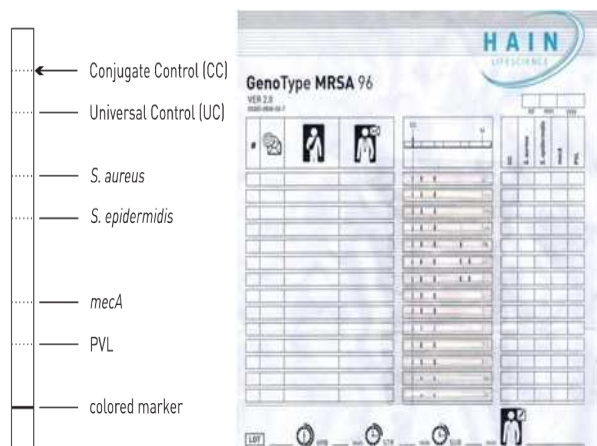 Conjugate Control (CC)
Universal Control (UC)
S. aureus
S. epidermidis
mecA
PVL
colored marker
HAIN
LIFESCIENCE
GenoType MRSA 96
VER 2.0
#
CC
M
S. aureus
S. epidermidis
mecA
PVL
LOT